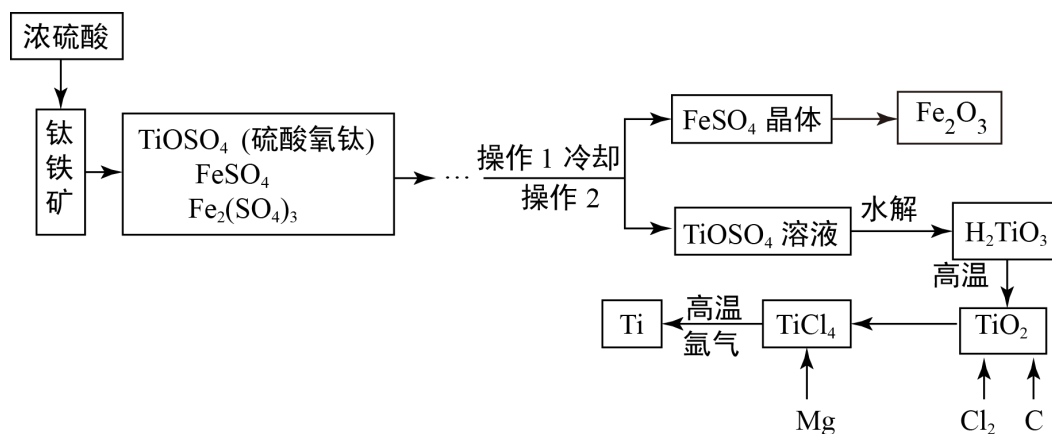 浓硫酸
钛铁矿
TiOSO₄ (硫酸氧钛)
FeSO₄
Fe₂(SO₄)₃
…
操作 1 冷却
操作 2
FeSO₄ 晶体
Fe₂O₃
TiOSO₄ 溶液
水解
H₂TiO₃
高温
TiO₂
TiCl₄
高温
氩气
Ti
Mg
Cl₂
C